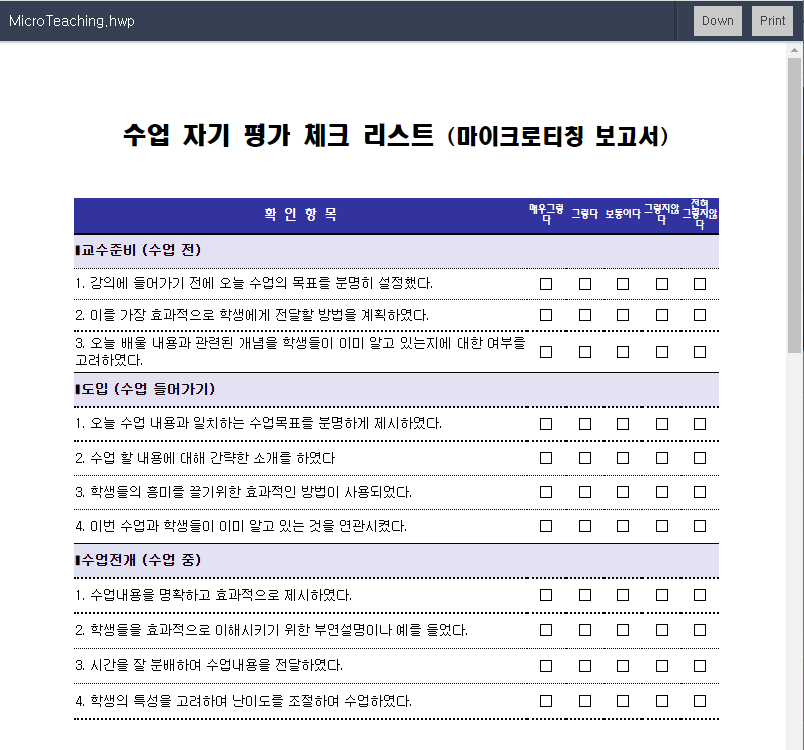 MicroTeaching.hwp
Down
Print
수업 자기 평가 체크 리스트 (마이크로티칭 보고서)
확 인 항 목
매우그렇
다
그렇다
보통이다
그렇지않
다
전혀
그렇지않
다
▮교수준비 (수업 전)
1. 강의에 들어가기 전에 오늘 수업의 목표를 분명히 설정했다. □ □ □ □ □
2. 이를 가장 효과적으로 학생에게 전달할 방법을 계획하였다. □ □ □ □ □
3. 오늘 배울 내용과 관련된 개념을 학생들이 이미 알고 있는지에 대한 여부를
고려하였다. □ □ □ □ □
▮도입 (수업 들어가기)
1. 오늘 수업 내용과 일치하는 수업목표를 분명하게 제시하였다. □ □ □ □ □
2. 수업 할 내용에 대해 간략한 소개를 하였다 □ □ □ □ □
3. 학생들의 흥미를 끌기위한 효과적인 방법이 사용되었다. □ □ □ □ □
4. 이번 수업과 학생들이 이미 알고 있는 것을 연관시켰다. □ □ □ □ □
▮수업전개 (수업 중)
1. 수업내용을 명확하고 효과적으로 제시하였다. □ □ □ □ □
2. 학생들을 효과적으로 이해시키기 위한 부연설명이나 예를 들었다. □ □ □ □ □
3. 시간을 잘 분배하여 수업내용을 전달하였다. □ □ □ □ □
4. 학생의 특성을 고려하여 난이도를 조절하여 수업하였다. □ □ □ □ □